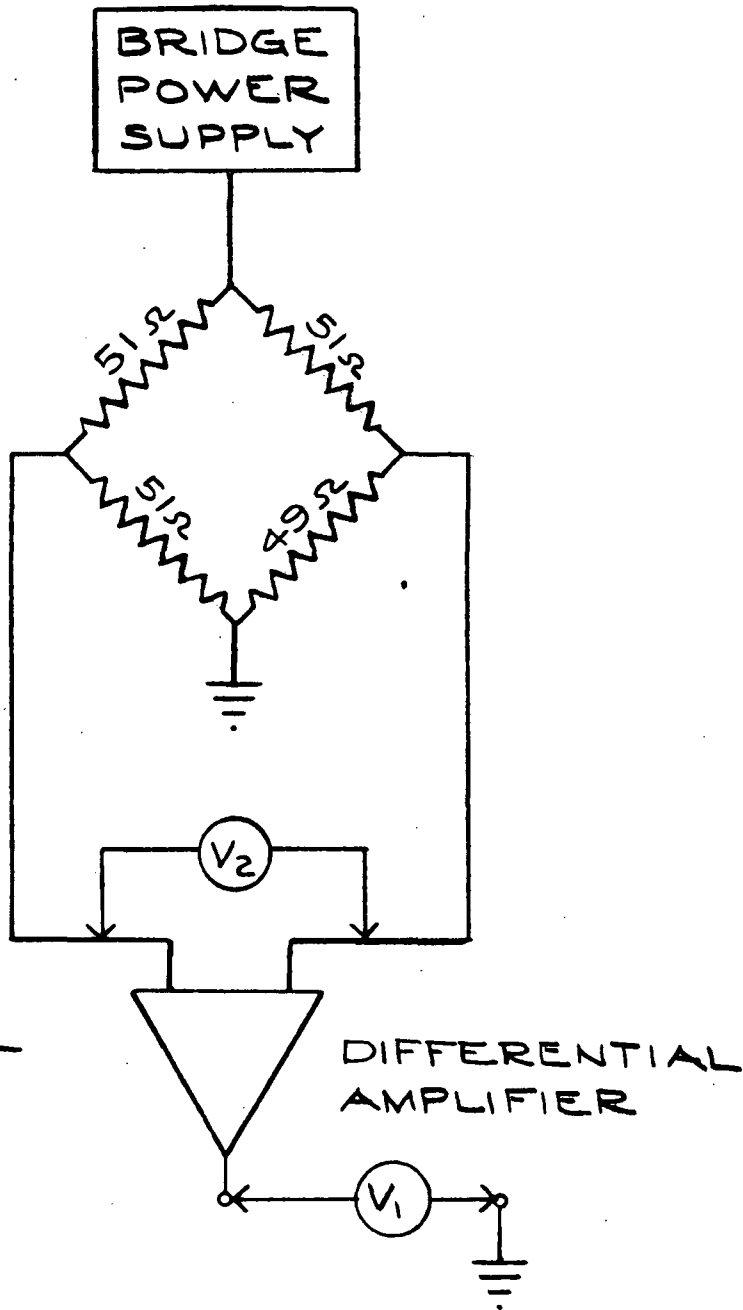 BRIDGE
POWER
SUPPLY
51Ω
51Ω
51Ω
49Ω
V₂
DIFFERENTIAL
AMPLIFIER
V₁